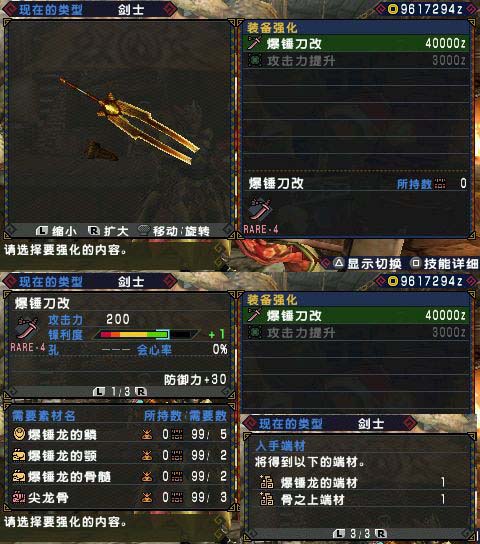 现在的类型 剑士
9617294z
装备强化
爆锤刀改 40000z
攻击力提升 3000z
爆锤刀改 所持数 0
RARE-4
L 缩小 R 扩大 移动/旋转
请选择要强化的内容。
△显示切换 □技能详细
现在的类型 剑士
9617294z
爆锤刀改
攻击力 200
镍利度 +1
RARE-4
孔 --- 会心率 0%
防御力+30
L 1/3 R
装备强化
爆锤刀改 40000z
攻击力提升 3000z
需要素材名 所持数 需要数
爆锤龙的鳞 0 99/ 5
爆锤龙的颚 0 99/ 2
爆锤龙的骨髓 0 99/ 2
尖龙骨 0 99/ 3
请选择要强化的内容。
现在的类型 剑士
入手端材
将得到以下的端材。
爆锤龙的端材 1
骨之上端材 1
L 3/3 R